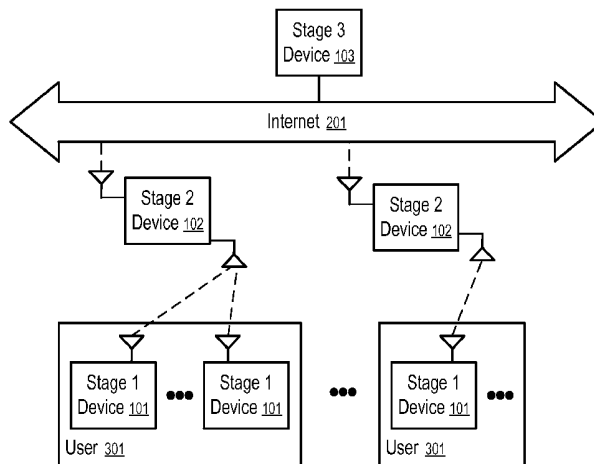 Stage 3
Device 103
Internet 201
Stage 2
Device 102
Stage 2
Device 102
Stage 1
Device 101
Stage 1
Device 101
Stage 1
Device 101
User 301
User 301